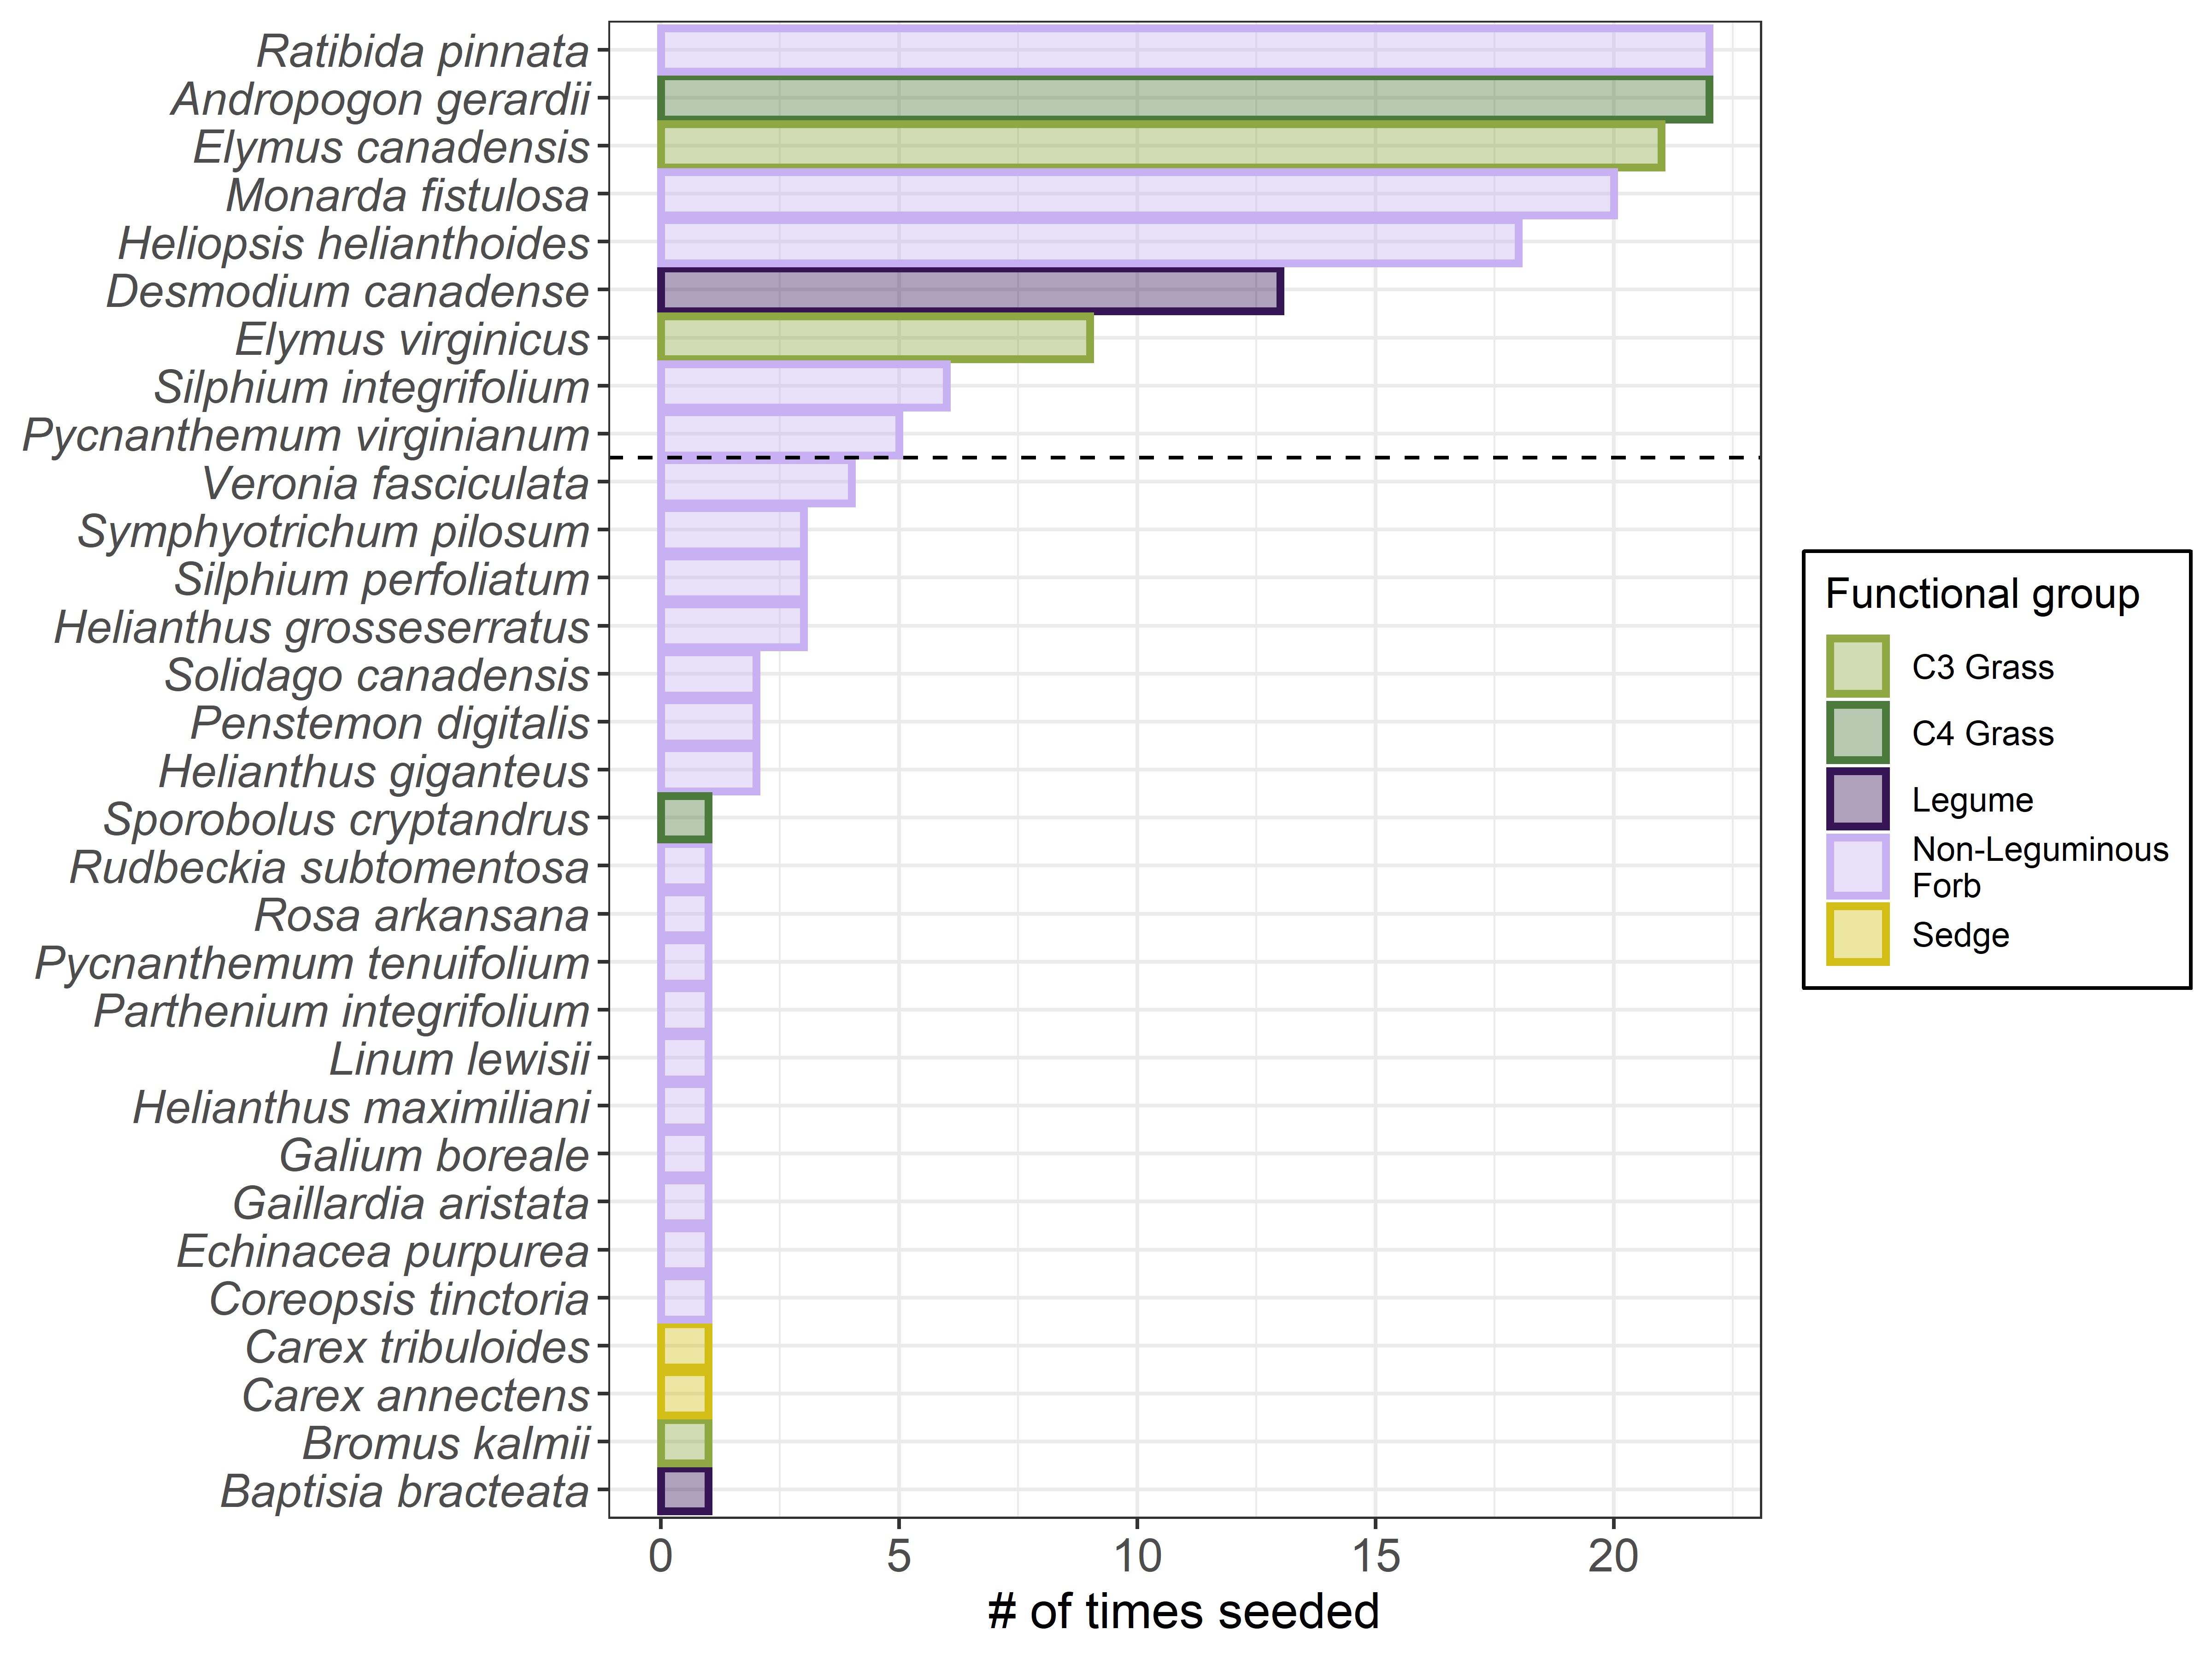 Ratibida pinnata
Andropogon gerardii
Elymus canadensis
Monarda fistulosa
Heliopsis helianthoides
Desmodium canadense
Elymus virginicus
Silphium integrifolium
Pycnanthemum virginianum
Veronia fasciculata
Symphyotrichum pilosum
Silphium perfoliatum
Helianthus grosseserratus
Solidago canadensis
Penstemon digitalis
Helianthus giganteus
Sporobolus cryptandrus
Rudbeckia subtomentosa
Rosa arkansana
Pycnanthemum tenuifolium
Parthenium integrifolium
Linum lewisii
Helianthus maximiliani
Galium boreale
Gaillardia aristata
Echinacea purpurea
Coreopsis tinctoria
Carex tribuloides
Carex annectens
Bromus kalmii
Baptisia bracteata
0 5 10 15 20
# of times seeded
Functional group
C3 Grass
C4 Grass
Legume
Non-Leguminous
Forb
Sedge